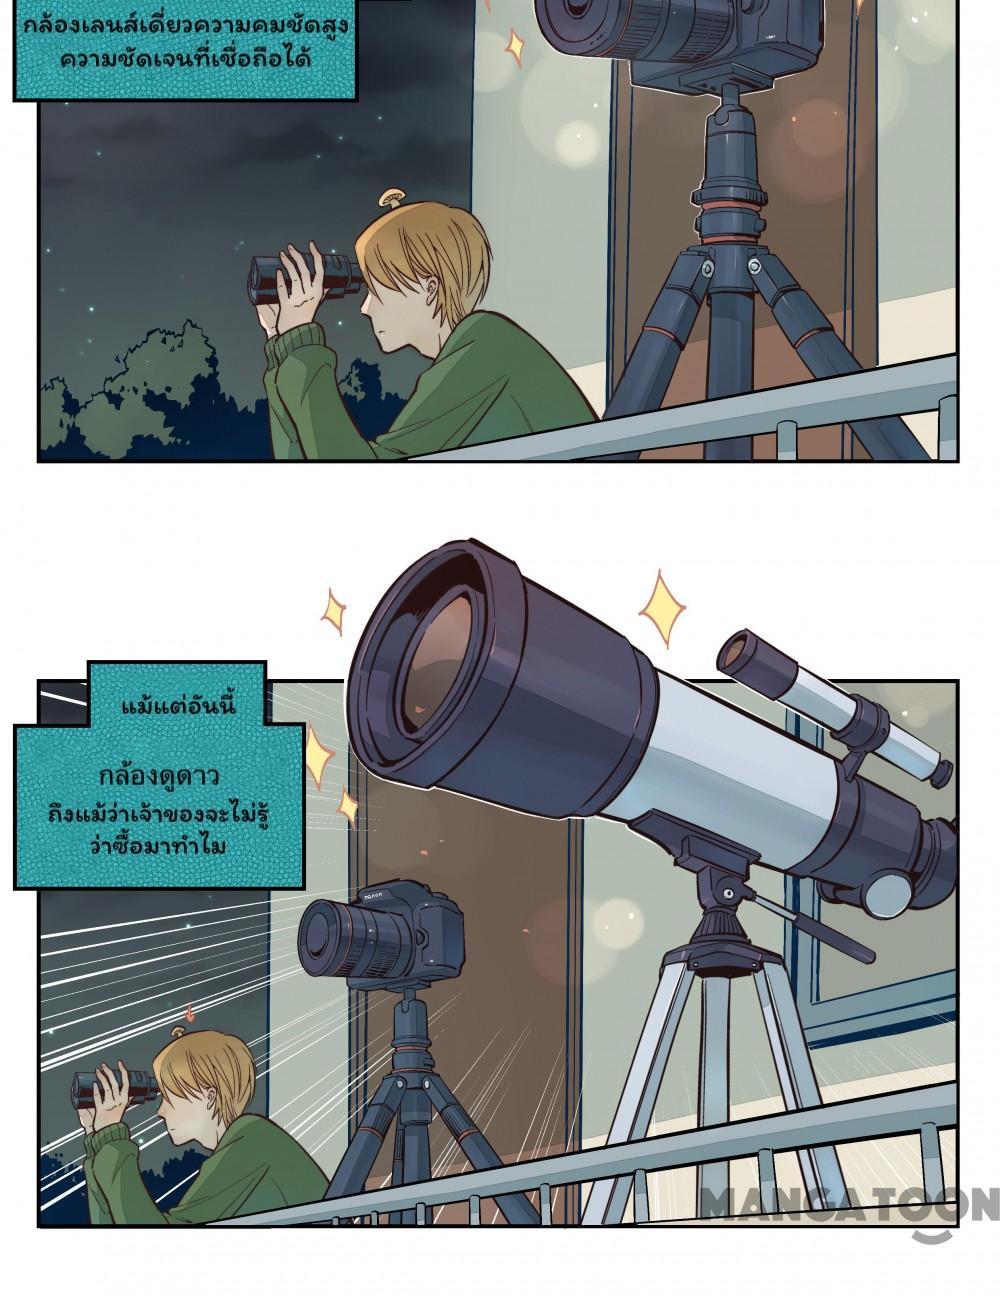 กล้องเลนส์เดี่ยวความคมชัดสูง
ความชัดเจนที่เชื่อถือได้
แม้แต่อันนี้
กล้องดูดาว
ถึงแม้ว่าเจ้าของจะไม่รู้
ว่าซื้อมาทำไม
MANGATOON